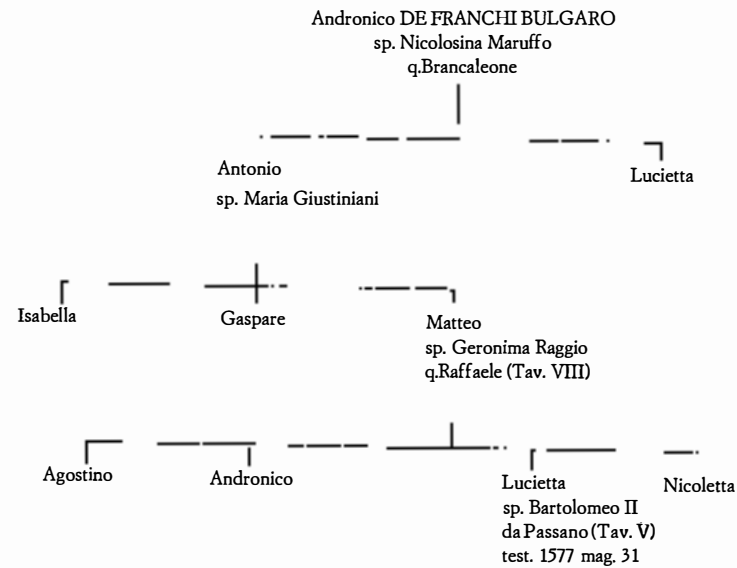 Andronico DE FRANCHI BULGARO
sp. Nicolosina Maruffo
q.Brancaleone
Antonio
sp. Maria Giustiniani
Lucietta
Isabella
Gaspare
Matteo
sp. Geronima Raggio
q.Raffaele (Tav. VIII)
Agostino
Andronico
Lucietta
sp. Bartolomeo II
da Passano (Tav. V)
test. 1577 mag. 31
Nicoletta